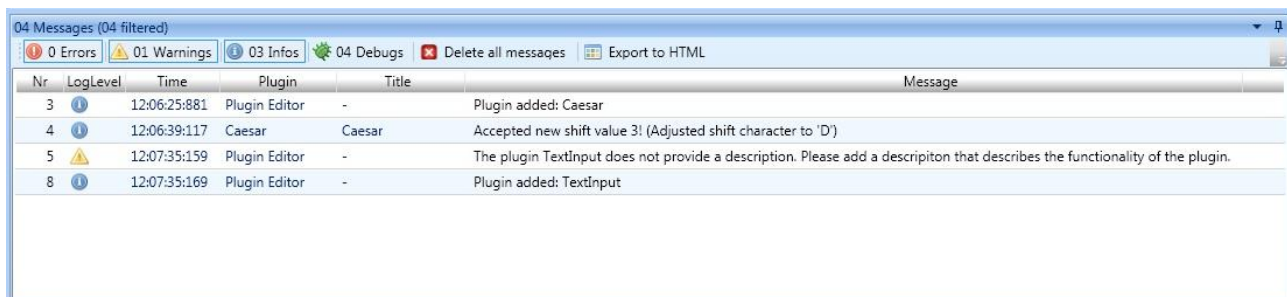 04 Messages (04 filtered)
0 Errors 01 Warnings 03 Infos 04 Debugs Delete all messages Export to HTML
Nr LogLevel Time Plugin Title Message
3 12:06:25:881 Plugin Editor - Plugin added: Caesar
4 12:06:39:117 Caesar Caesar Accepted new shift value 3! (Adjusted shift character to 'D')
5 12:07:35:159 Plugin Editor - The plugin TextInput does not provide a description. Please add a descripiton that describes the functionality of the plugin.
8 12:07:35:169 Plugin Editor - Plugin added: TextInput